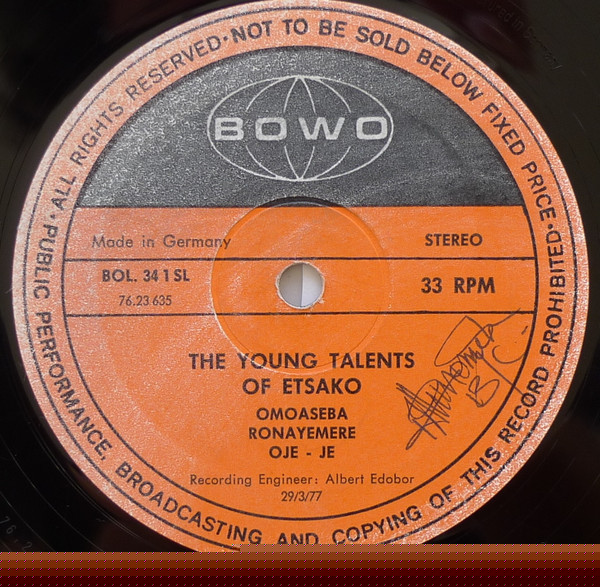 · ALL RIGHTS RESERVED · NOT TO BE SOLD BELOW FIXED PRICE · 
PUBLIC PERFORMANCE, BROADCASTING AND COPYING OF THIS RECORD PROHIBITED ·
BOWO
Made in Germany
STEREO
BOL. 34 1 SL
76.23 635
33 RPM
THE YOUNG TALENTS
OF ETSAKO
OMOASEBA
RONAYEMERE
OJE - JE
Recording Engineer: Albert Edobor
29/3/77